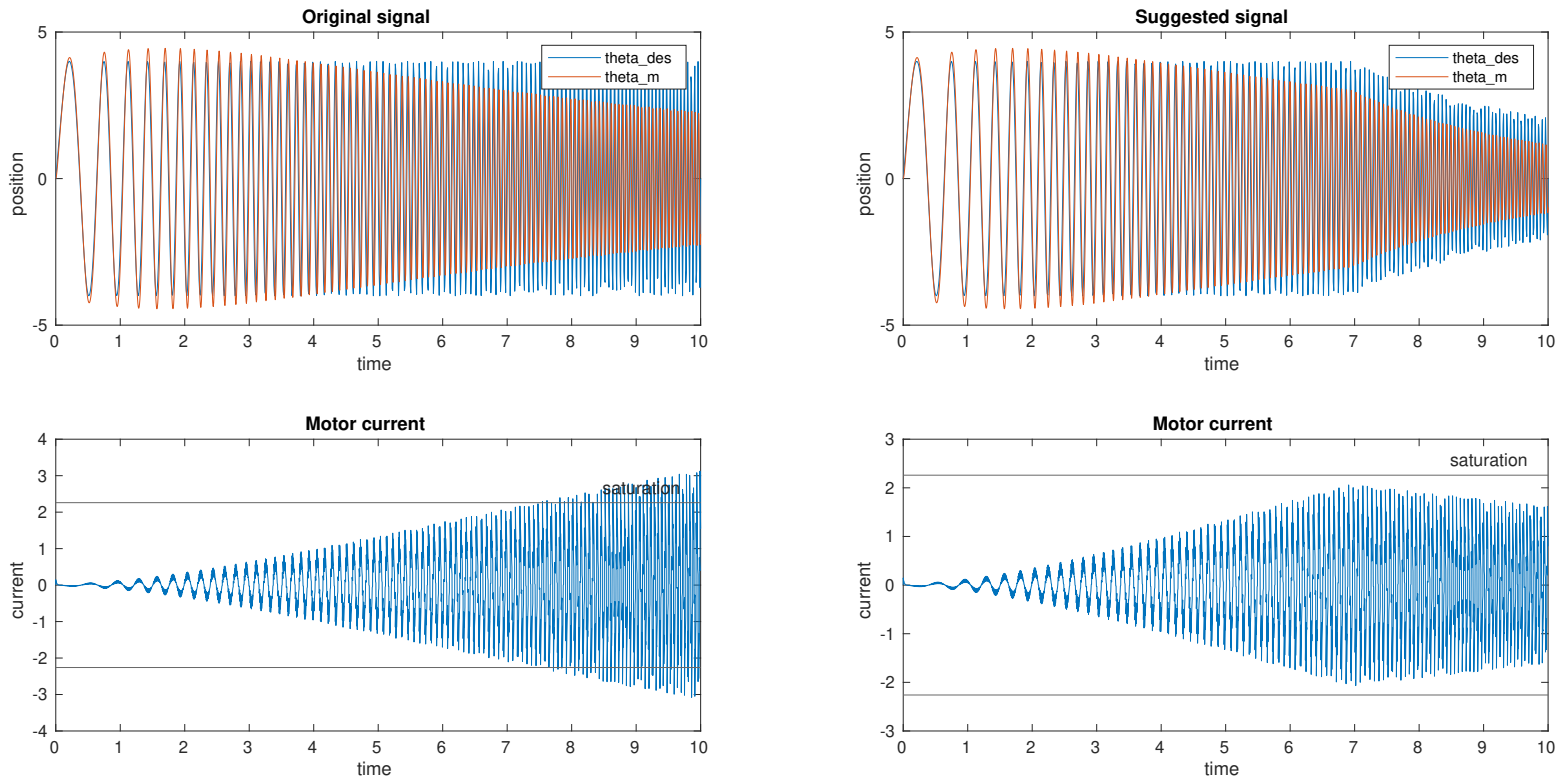 Original signal
5
0
-5
position
theta_des
theta_m
0 1 2 3 4 5 6 7 8 9 10
time
Suggested signal
5
0
-5
position
theta_des
theta_m
0 1 2 3 4 5 6 7 8 9 10
time
Motor current
4
3
2
1
0
-1
-2
-3
-4
current
saturation
0 1 2 3 4 5 6 7 8 9 10
time
Motor current
3
2
1
0
-1
-2
-3
current
saturation
0 1 2 3 4 5 6 7 8 9 10
time